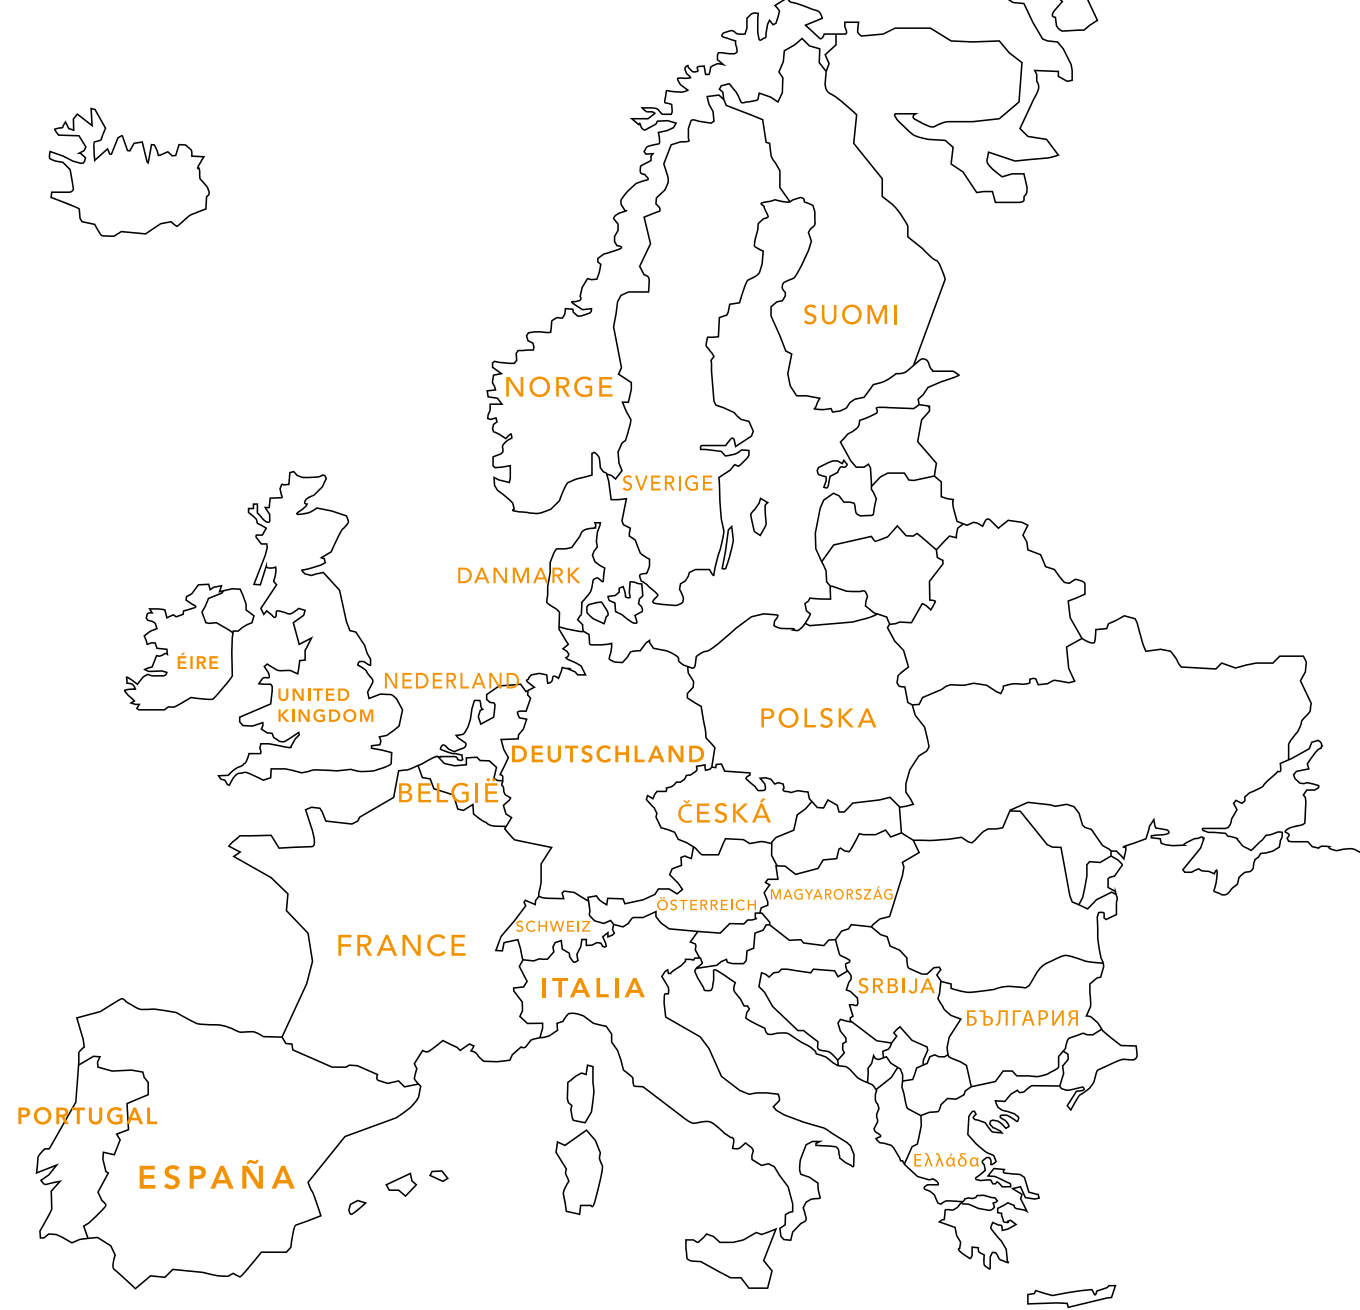 SUOMI
NORGE
SVERIGE
DANMARK
ÉIRE
NEDERLAND
UNITED
KINGDOM
POLSKA
DEUTSCHLAND
BELGIË
ČESKÁ
MAGYARORSZÁG
ÖSTERREICH
SCHWEIZ
FRANCE
ITALIA
SRBIJA
БЪЛГАРИЯ
PORTUGAL
Ελλάδα
ESPAÑA